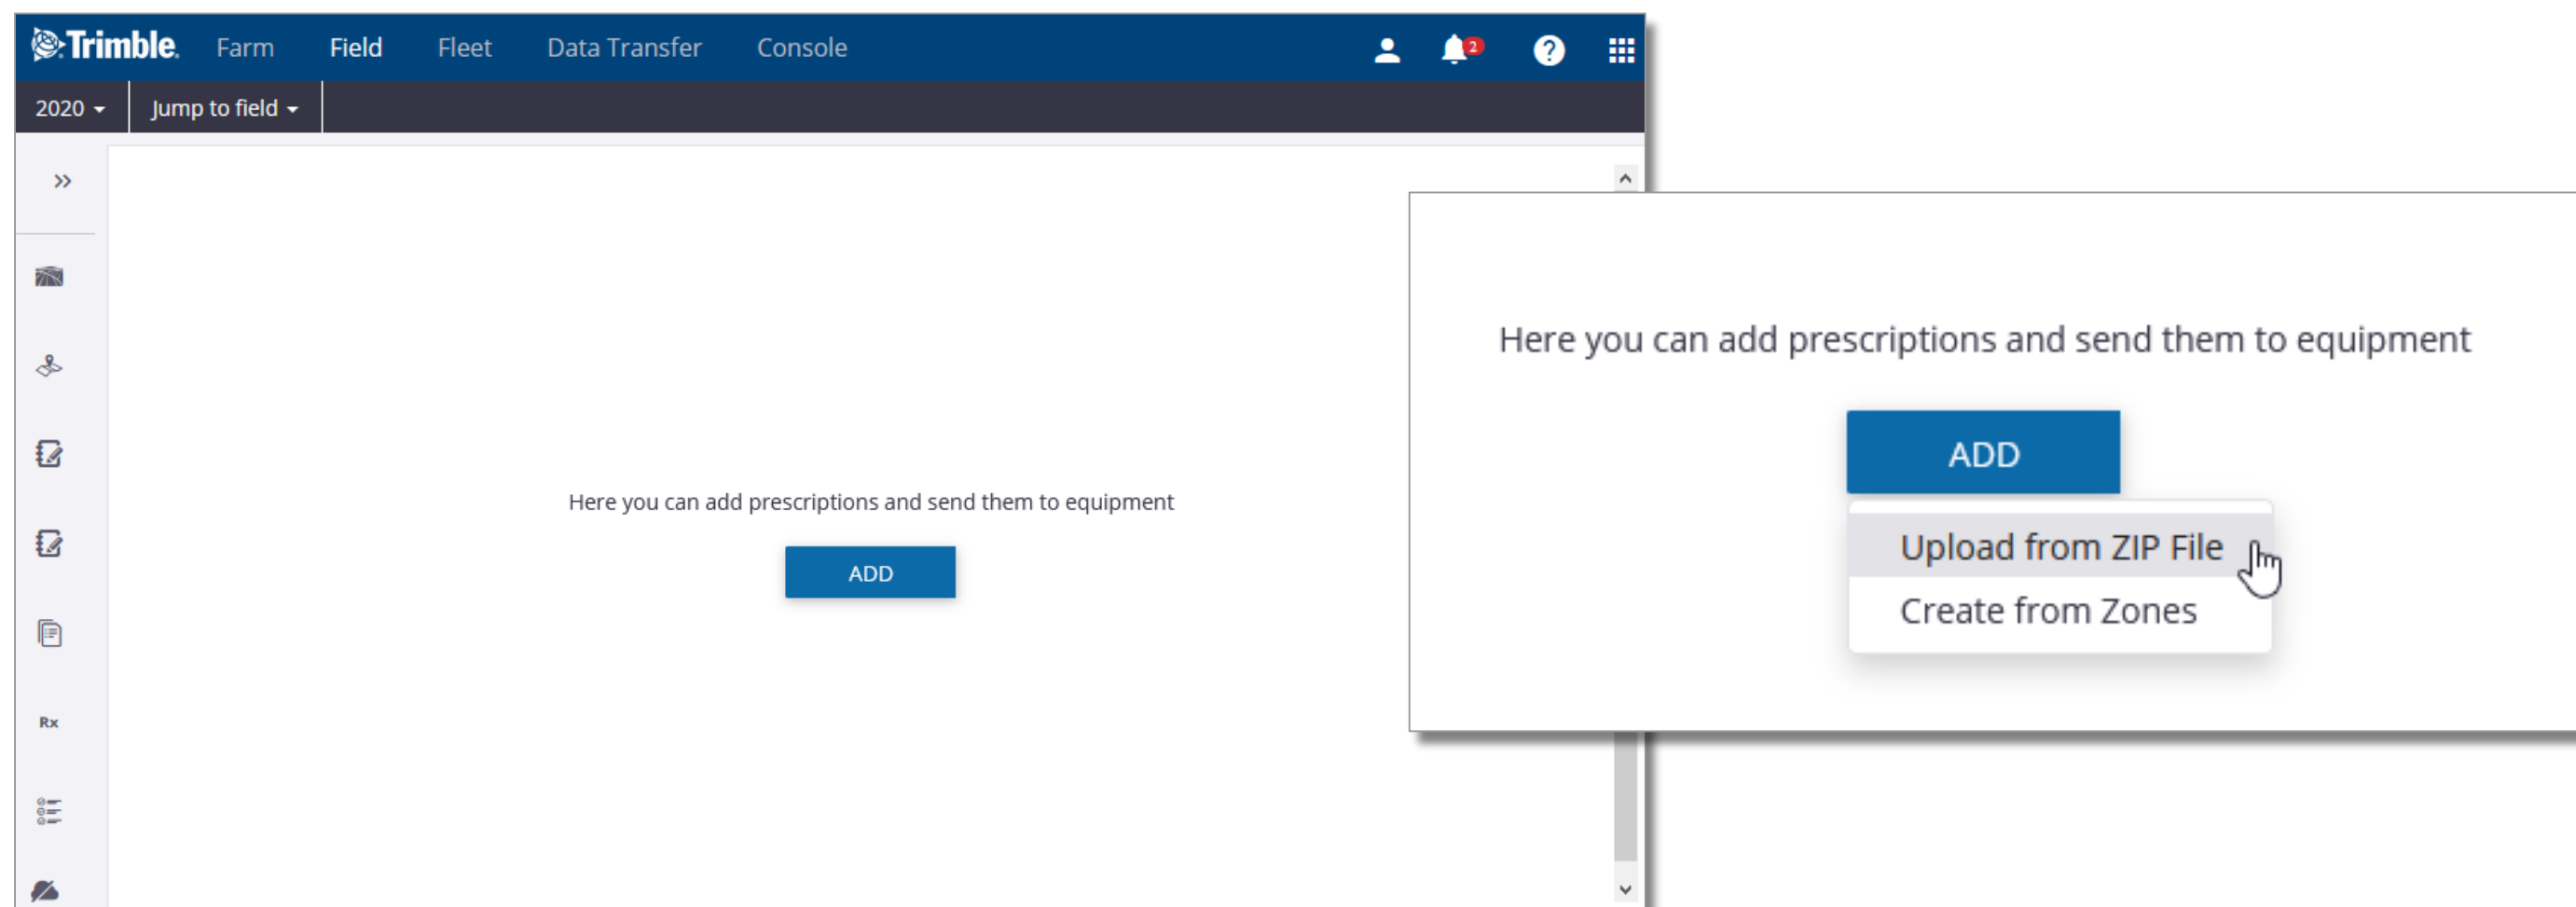 Trimble. Farm Field Fleet Data Transfer Console 2
2020 Jump to field
Here you can add prescriptions and send them to equipment
ADD
Rx
Here you can add prescriptions and send them to equipment
ADD
Upload from ZIP File
Create from Zones